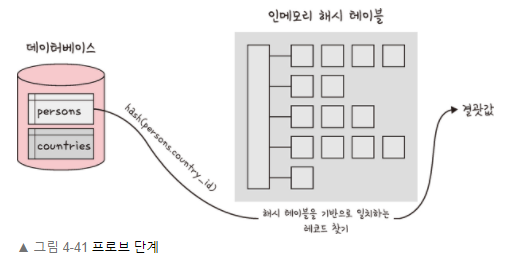 인메모리 해시 테이블
데이터베이스
persons
countries
hash(persons.country_id)
결괏값
해시 테이블을 기반으로 일치하는
레코드 찾기
▲ 그림 4-41 프로브 단계